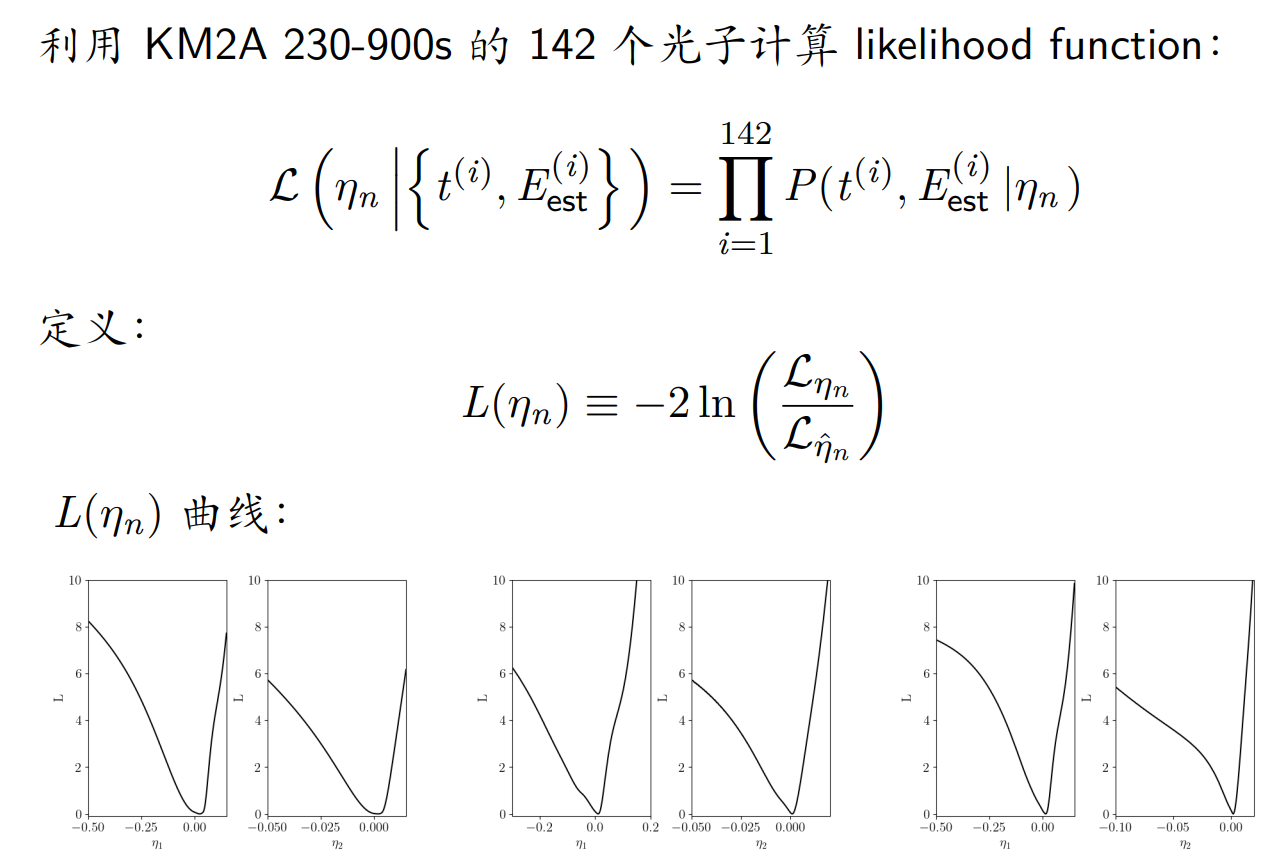 利用 KM2A 230-900s 的 142 个光子计算 likelihood function：
ℒ ( η_n | { t^(i), E_est^(i) } ) = ∏_{i=1}^{142} P(t^(i), E_est^(i) |η_n )
定义：
L(η_n) ≡ −2 ln ( ℒ_{η_n} / ℒ_{η̂_n} )
L(η_n) 曲线：
10 8 6 4 2 0 L −0.50 −0.25 0.00 η₁
10 8 6 4 2 0 L −0.050 −0.025 0.000 η₂
10 8 6 4 2 0 L −0.2 0.0 0.2 η₁
10 8 6 4 2 0 L −0.050 −0.025 0.000 η₂
10 8 6 4 2 0 L −0.50 −0.25 0.00 η₁
10 8 6 4 2 0 L −0.10 −0.05 0.00 η₂